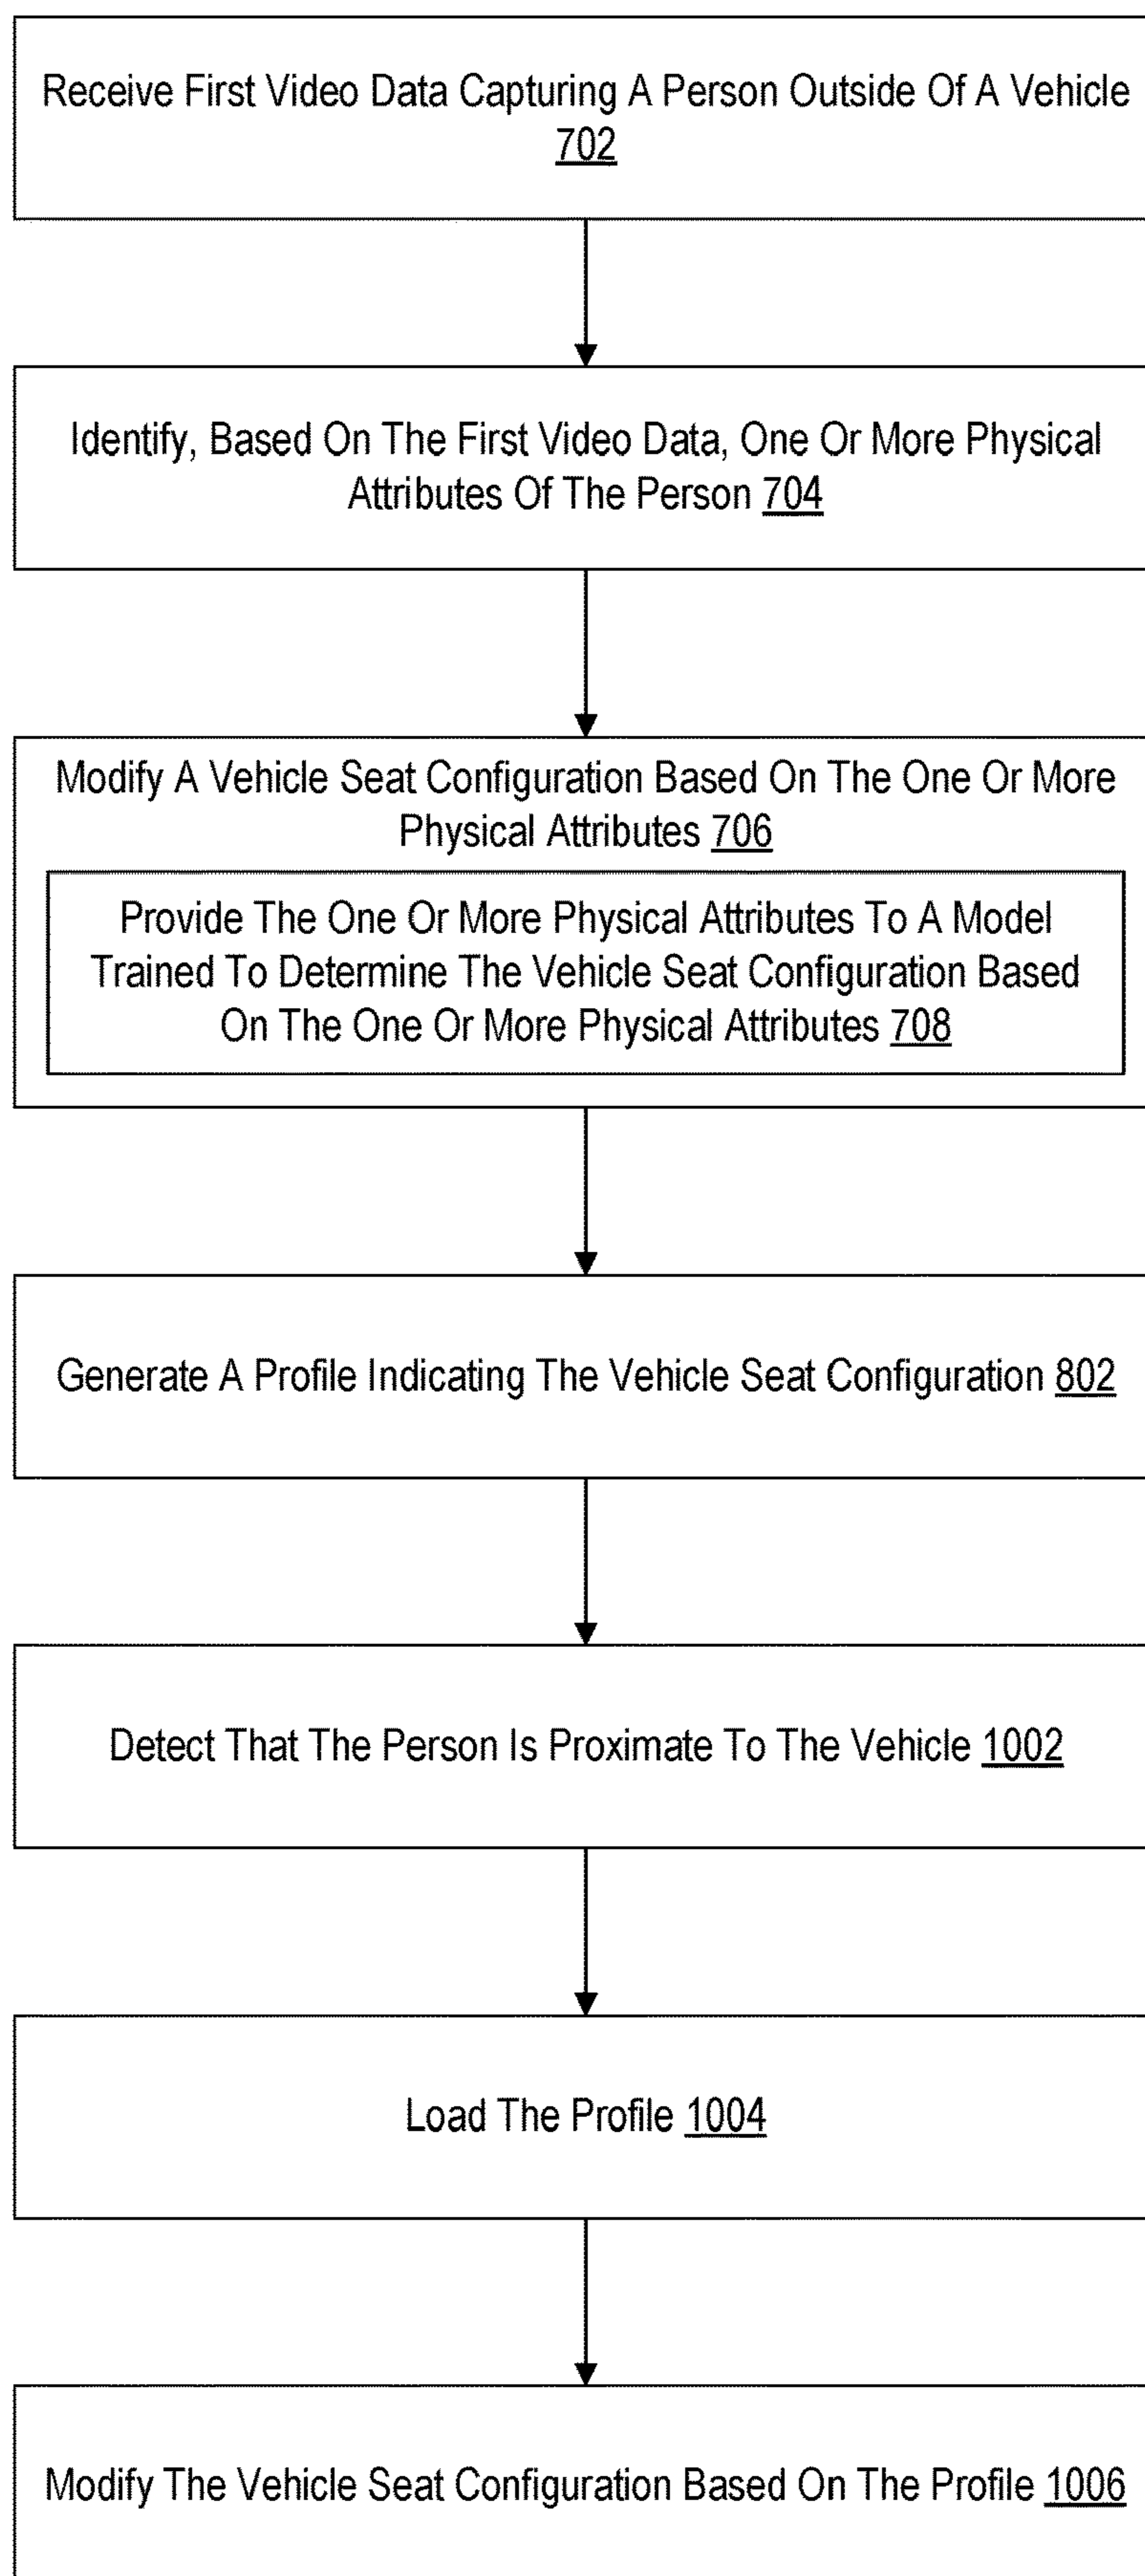 Receive First Video Data Capturing A Person Outside Of A Vehicle
702
Identify, Based On The First Video Data, One Or More Physical
Attributes Of The Person 704
Modify A Vehicle Seat Configuration Based On The One Or More
Physical Attributes 706
Provide The One Or More Physical Attributes To A Model
Trained To Determine The Vehicle Seat Configuration Based
On The One Or More Physical Attributes 708
Generate A Profile Indicating The Vehicle Seat Configuration 802
Detect That The Person Is Proximate To The Vehicle 1002
Load The Profile 1004
Modify The Vehicle Seat Configuration Based On The Profile 1006